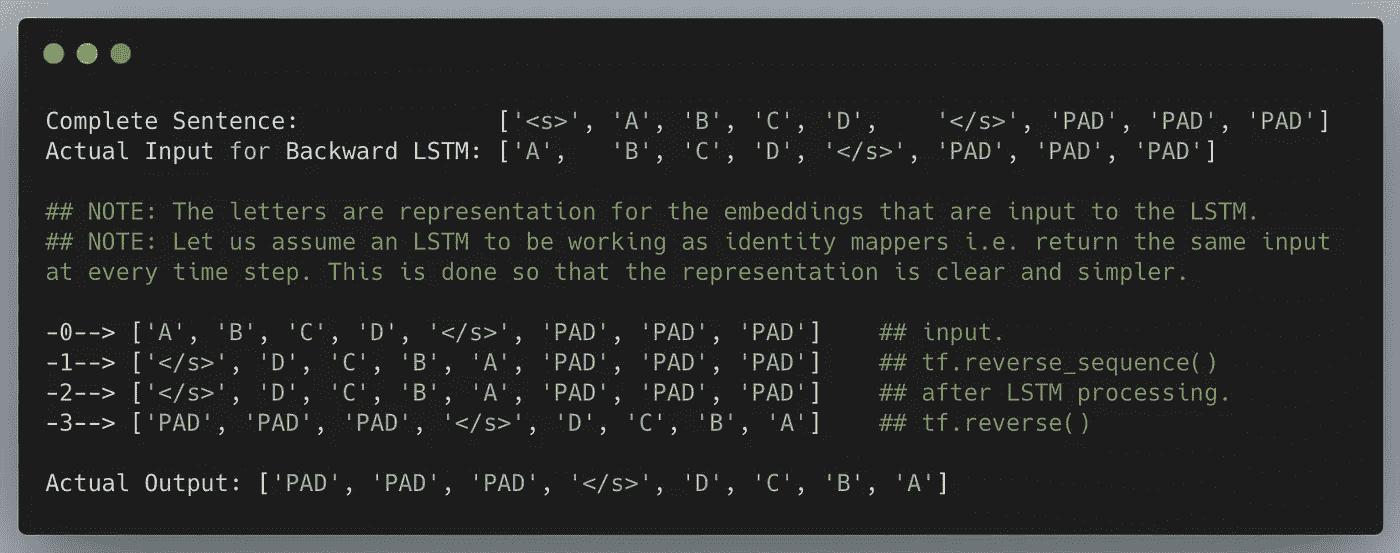 Complete Sentence: ['<s>', 'A', 'B', 'C', 'D', '</s>', 'PAD', 'PAD', 'PAD']
Actual Input for Backward LSTM: ['A', 'B', 'C', 'D', '</s>', 'PAD', 'PAD', 'PAD']
## NOTE: The letters are representation for the embeddings that are input to the LSTM.
## NOTE: Let us assume an LSTM to be working as identity mappers i.e. return the same input
at every time step. This is done so that the representation is clear and simpler.
-0--> ['A', 'B', 'C', 'D', '</s>', 'PAD', 'PAD', 'PAD'] ## input.
-1--> ['</s>', 'D', 'C', 'B', 'A', 'PAD', 'PAD', 'PAD'] ## tf.reverse_sequence()
-2--> ['</s>', 'D', 'C', 'B', 'A', 'PAD', 'PAD', 'PAD'] ## after LSTM processing.
-3--> ['PAD', 'PAD', 'PAD', '</s>', 'D', 'C', 'B', 'A'] ## tf.reverse()
Actual Output: ['PAD', 'PAD', 'PAD', '</s>', 'D', 'C', 'B', 'A']